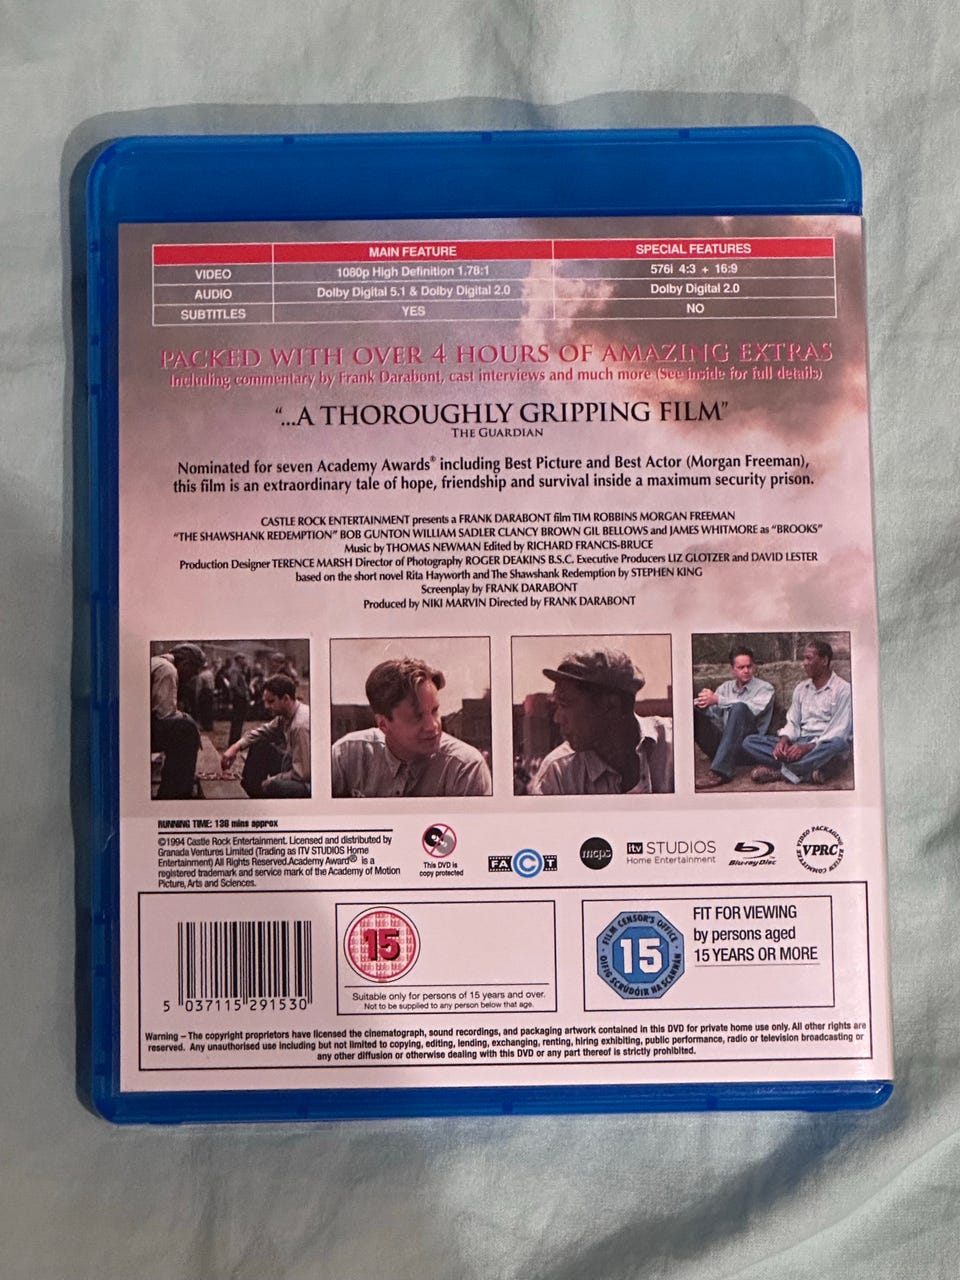 MAIN FEATURE SPECIAL FEATURES
VIDEO 1080p High Definition 1.78:1 576i 4:3 + 16:9
AUDIO Dolby Digital 5.1 & Dolby Digital 2.0 Dolby Digital 2.0
SUBTITLES YES NO
PACKED WITH OVER 4 HOURS OF AMAZING EXTRAS
Including commentary by Frank Darabont, cast interviews and much more (See inside for full details)
“...A THOROUGHLY GRIPPING FILM”
THE GUARDIAN
Nominated for seven Academy Awards® including Best Picture and Best Actor (Morgan Freeman),
this film is an extraordinary tale of hope, friendship and survival inside a maximum security prison.
CASTLE ROCK ENTERTAINMENT presents a FRANK DARABONT film TIM ROBBINS MORGAN FREEMAN
“THE SHAWSHANK REDEMPTION” BOB GUNTON WILLIAM SADLER CLANCY BROWN GIL BELLOWS and JAMES WHITMORE as “BROOKS”
Music by THOMAS NEWMAN Edited by RICHARD FRANCIS-BRUCE
Production Designer TERENCE MARSH Director of Photography ROGER DEAKINS B.S.C. Executive Producers LIZ GLOTZER and DAVID LESTER
based on the short novel Rita Hayworth and The Shawshank Redemption by STEPHEN KING
Screenplay by FRANK DARABONT
Produced by NIKI MARVIN Directed by FRANK DARABONT
RUNNING TIME: 136 mins approx
©1994 Castle Rock Entertainment. Licensed and distributed by
Granada Ventures Limited (Trading as ITV STUDIOS Home
Entertainment) All Rights Reserved.Academy Award® is a
registered trademark and service mark of the Academy of Motion
Picture, Arts and Sciences.
This DVD is
copy protected
FACT
mcps
itv STUDIOS
Home Entertainment
Blu-ray Disc
VIDEO PACKAGING REVIEW COMMITTEE
VPRC
5 037115 291530
15
Suitable only for persons of 15 years and over.
Not to be supplied to any person below that age.
FILM CENSOR'S OFFICE
15
OIFIG SCRÚDÓIR NA SCANNÁN
FIT FOR VIEWING
by persons aged
15 YEARS OR MORE
Warning – The copyright proprietors have licensed the cinematograph, sound recordings, and packaging artwork contained in this DVD for private home use only. All other rights are
reserved. Any unauthorised use including but not limited to copying, editing, lending, exchanging, renting, hiring exhibiting, public performance, radio or television broadcasting or
any other diffusion or otherwise dealing with this DVD or any part thereof is strictly prohibited.